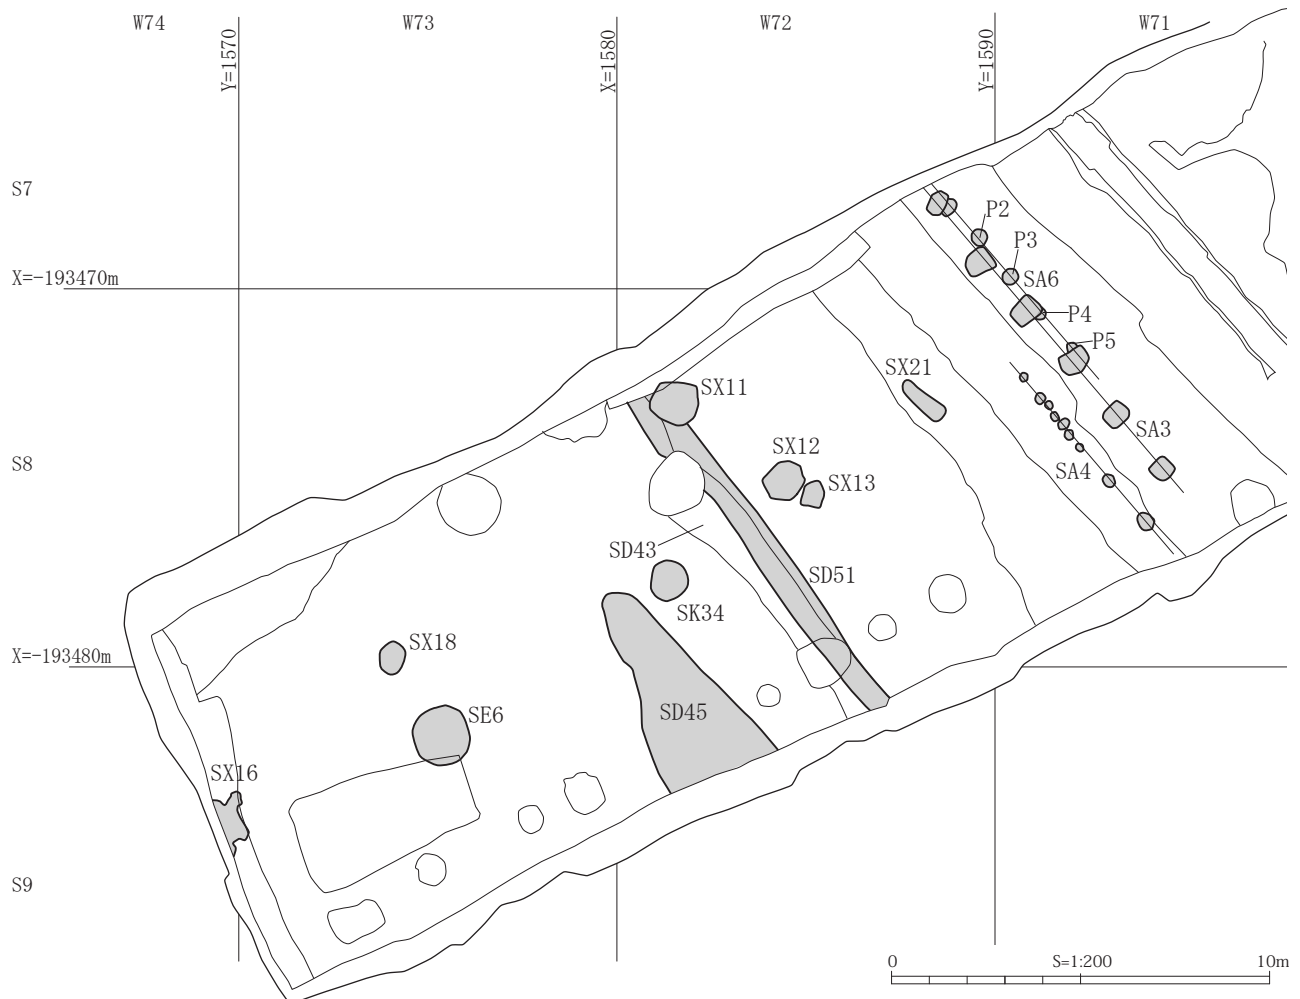 W74
W73
W72
W71
Y=1570
X=1580
Y=1590
S7
P2
P3
X=-193470m
SA6
P4
P5
SX21
SX11
SA3
SX12
S8
SA4
SX13
SD43
SD51
SK34
SX18
X=-193480m
SD45
SE6
SX16
S9
0 S=1:200 10m